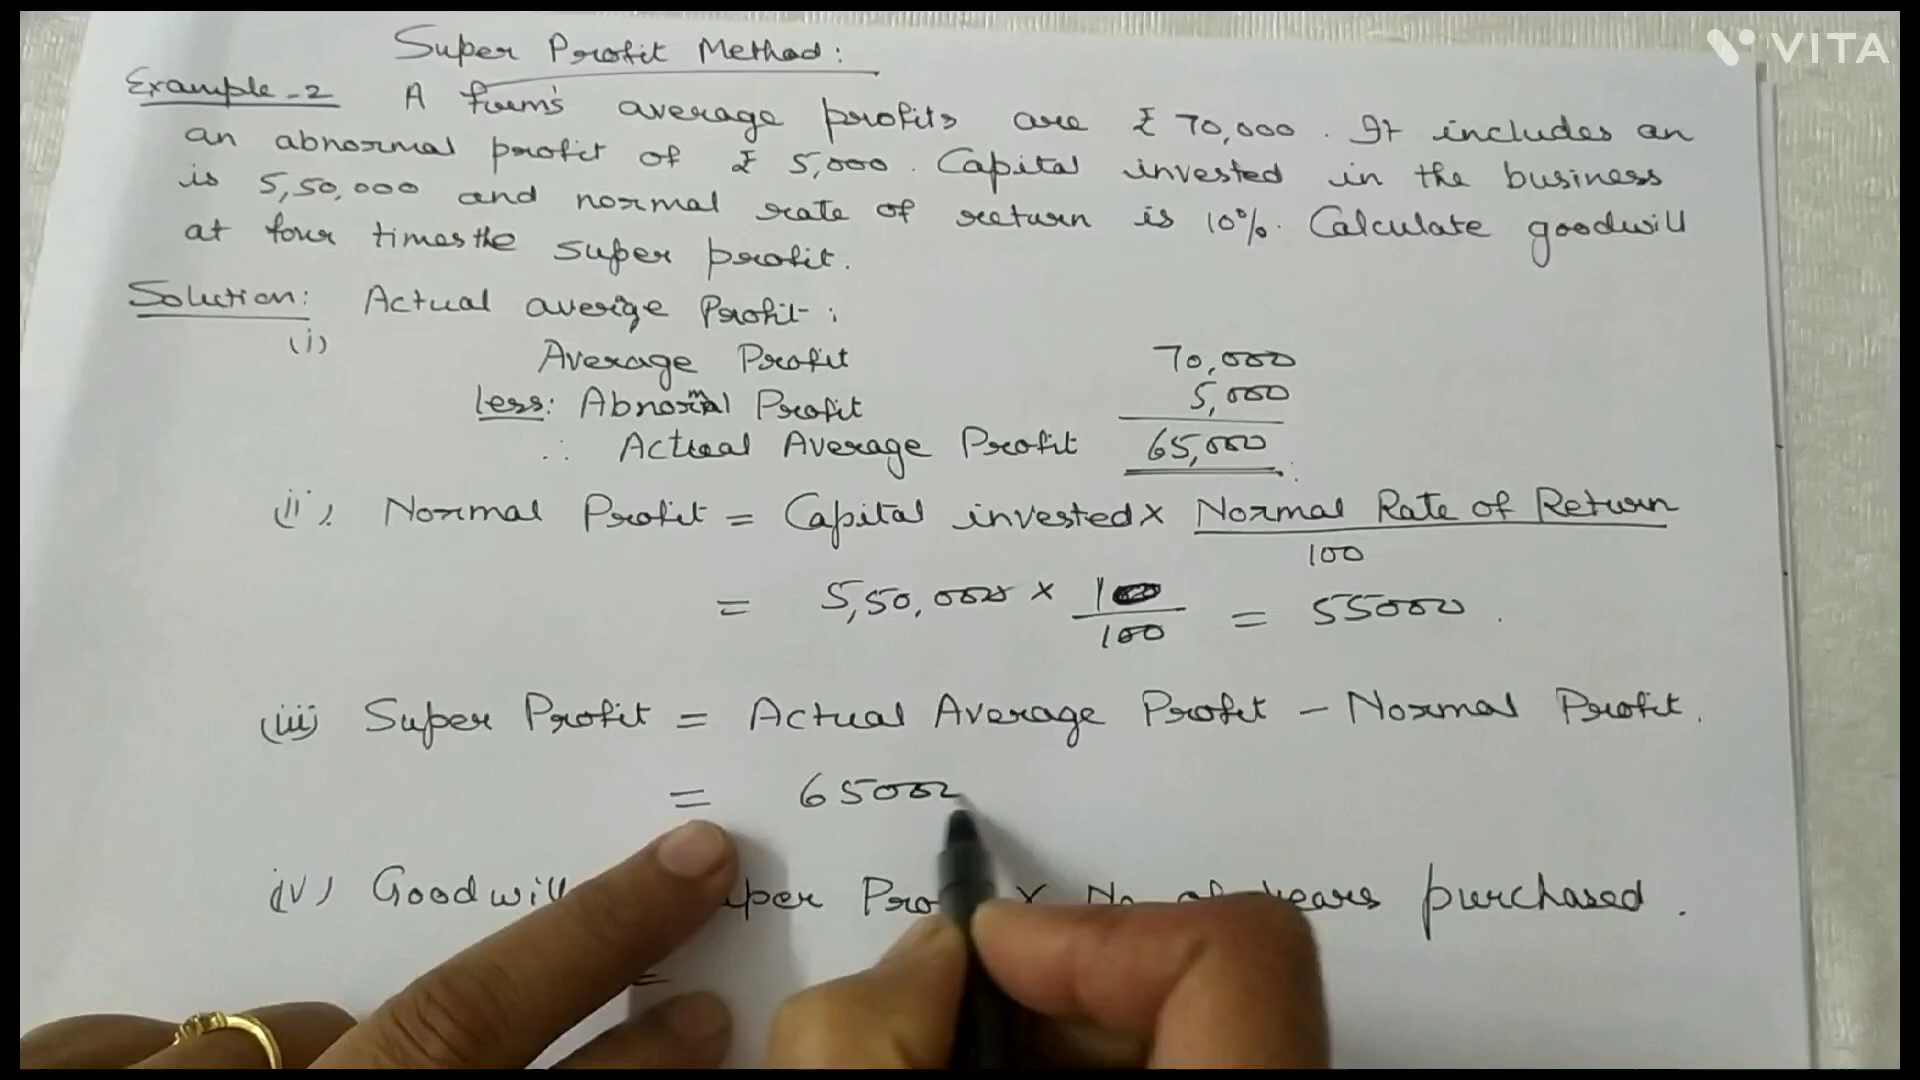 VITA
Super Profit Method:
Example-2 A firm's average profits are ₹ 70,000. It includes an
an abnormal profit of ₹ 5,000. Capital invested in the business
is 5,50,000 and normal rate of return is 10%. Calculate goodwill
at four times the super profit.
Solution: Actual average Profit:
(i)
Average Profit 70,000
less: Abnormal Profit 5,000
∴ Actual Average Profit 65,000
(ii). Normal Profit = Capital invested × Normal Rate of Return
100
= 5,50,000 × 10
100 = 55000.
(iii) Super Profit = Actual Average Profit - Normal Profit.
= 65000
(iv) Goodwill Profit × No of years purchased.
=